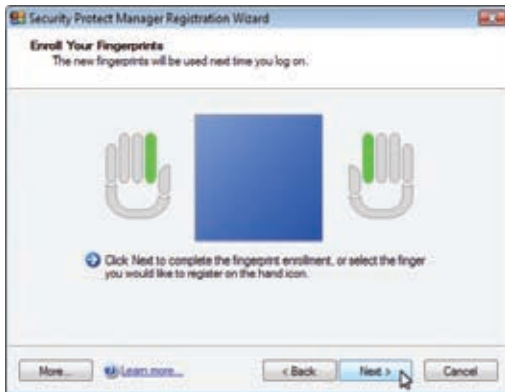 Security Protect Manager Registration Wizard
Enroll Your Fingerprints
The new fingerprints will be used next time you log on.
Click Next to complete the fingerprint enrollment, or select the finger
you would like to register on the hand icon.
More... Learn more... < Back Next > Cancel